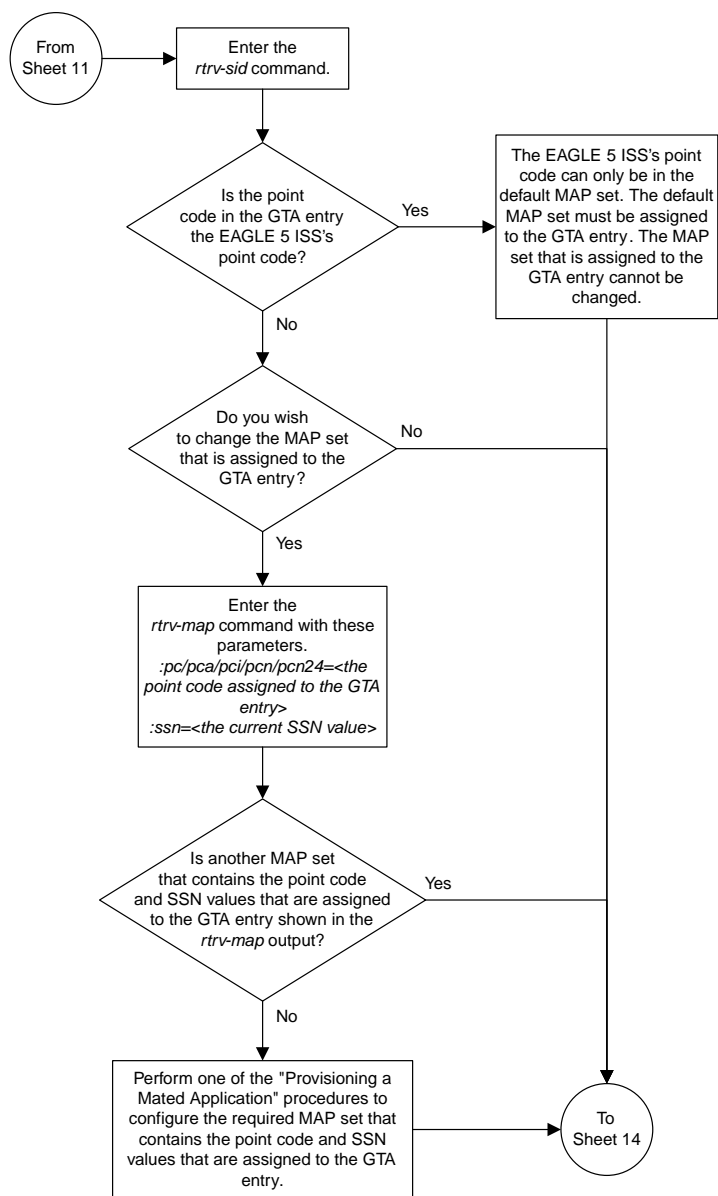 From
Sheet 11
Enter the
rtrv-sid command.
Is the point
code in the GTA entry
the EAGLE 5 ISS's
point code?
Yes
The EAGLE 5 ISS's point
code can only be in the
default MAP set. The default
MAP set must be assigned
to the GTA entry. The MAP
set that is assigned to the
GTA entry cannot be
changed.
No
Do you wish
to change the MAP set
that is assigned to the
GTA entry?
No
Yes
Enter the
rtrv-map command with these
parameters.
:pc/pca/pci/pcn/pcn24=<the
point code assigned to the GTA
entry>
:ssn=<the current SSN value>
Is another MAP set
that contains the point code
and SSN values that are assigned
to the GTA entry shown in the
rtrv-map output?
Yes
No
Perform one of the "Provisioning a
Mated Application" procedures to
configure the required MAP set that
contains the point code and SSN
values that are assigned to the GTA
entry.
To
Sheet 14